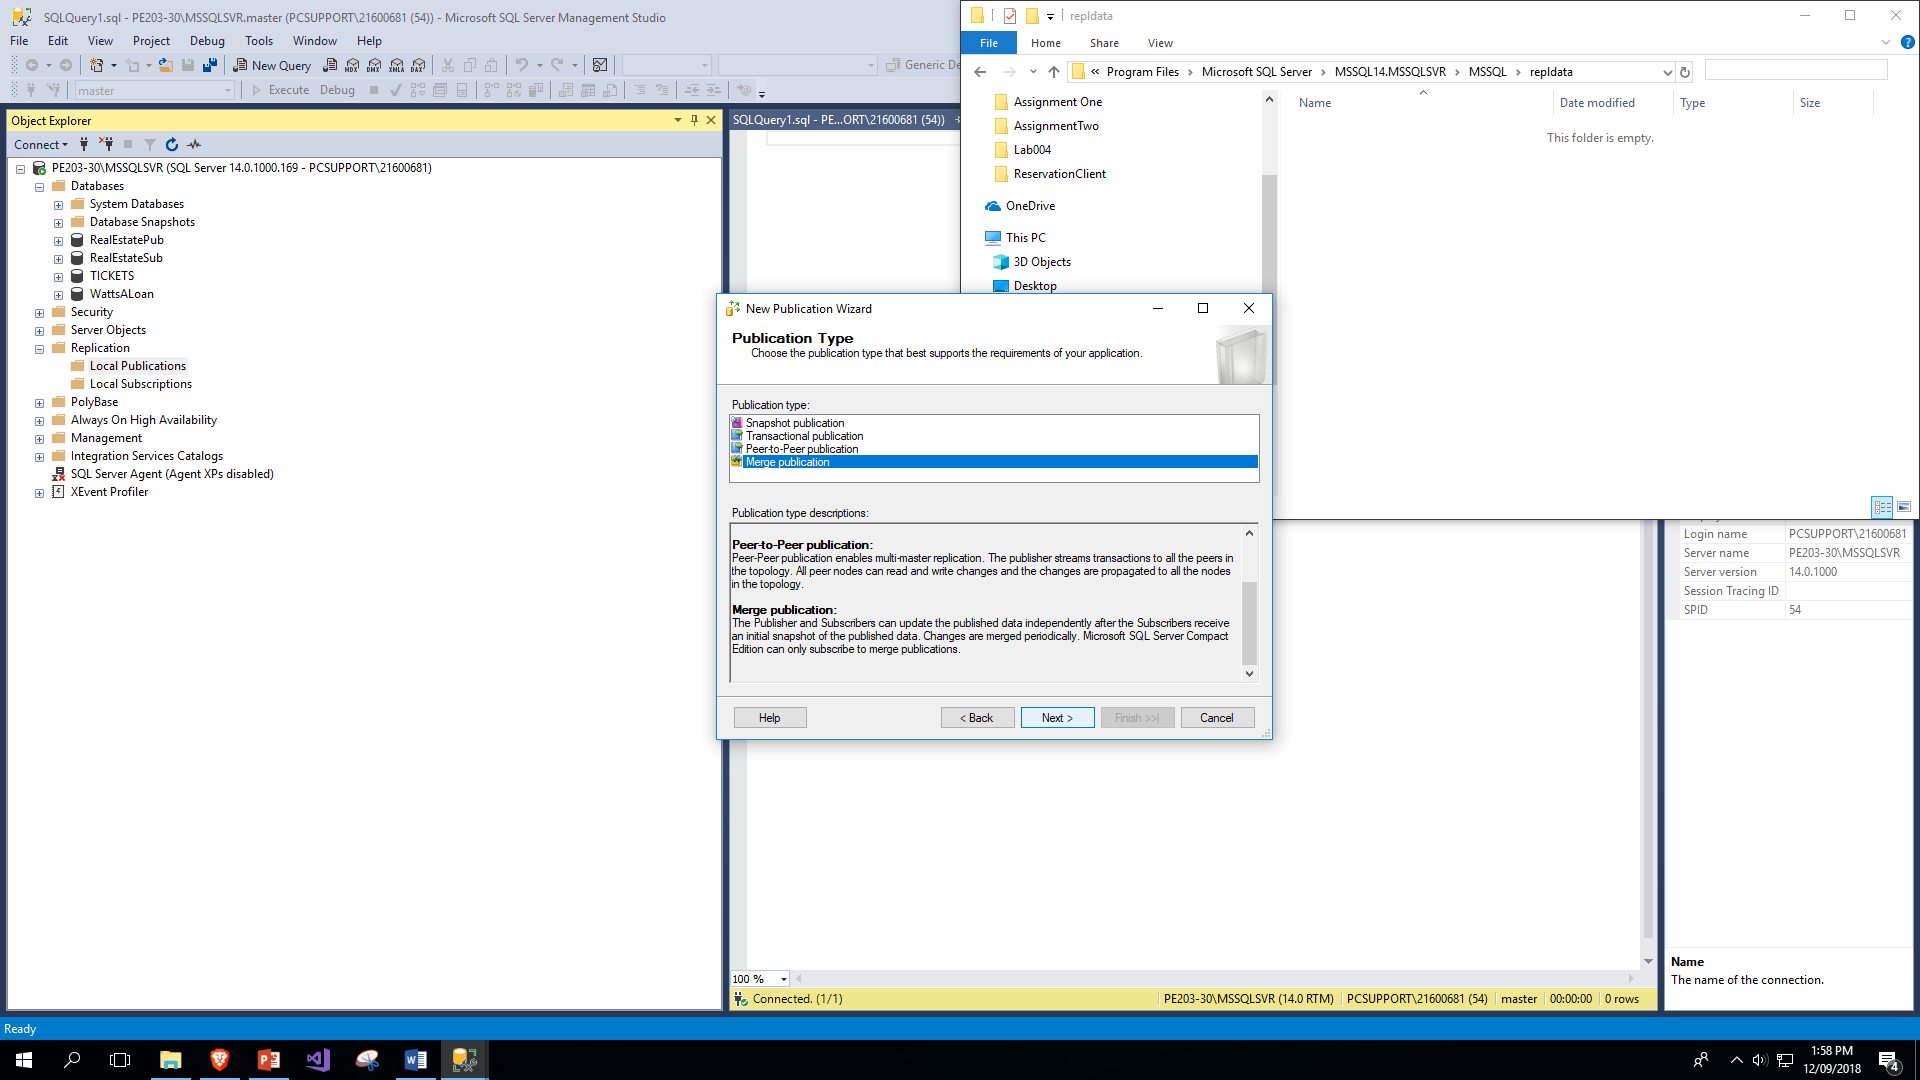 SQLQuery1.sql - PE203-30\MSSQLSVR.master (PCSUPPORT\21600681 (54)) - Microsoft SQL Server Management Studio
File Edit View Project Debug Tools Window Help
New Query
MDX DMX XMLA DAX
Generic De
master
Execute Debug
Object Explorer
Connect
PE203-30\MSSQLSVR (SQL Server 14.0.1000.169 - PCSUPPORT\21600681)
Databases
System Databases
Database Snapshots
RealEstatePub
RealEstateSub
TICKETS
WattsALoan
Security
Server Objects
Replication
Local Publications
Local Subscriptions
PolyBase
Always On High Availability
Management
Integration Services Catalogs
SQL Server Agent (Agent XPs disabled)
XEvent Profiler
SQLQuery1.sql - PE...ORT\21600681 (54))
repldata
File Home Share View
« Program Files > Microsoft SQL Server > MSSQL14.MSSQLSVR > MSSQL > repldata
Assignment One
AssignmentTwo
Lab004
ReservationClient
OneDrive
This PC
3D Objects
Desktop
Name Date modified Type Size
This folder is empty.
New Publication Wizard
Publication Type
Choose the publication type that best supports the requirements of your application.
Publication type:
Snapshot publication
Transactional publication
Peer-to-Peer publication
Merge publication
Publication type descriptions:
Peer-to-Peer publication:
Peer-Peer publication enables multi-master replication. The publisher streams transactions to all the peers in
the topology. All peer nodes can read and write changes and the changes are propagated to all the nodes
in the topology.
Merge publication:
The Publisher and Subscribers can update the published data independently after the Subscribers receive
an initial snapshot of the published data. Changes are merged periodically. Microsoft SQL Server Compact
Edition can only subscribe to merge publications.
Help < Back Next > Finish >>| Cancel
Login name PCSUPPORT\21600681
Server name PE203-30\MSSQLSVR
Server version 14.0.1000
Session Tracing ID
SPID 54
Name
The name of the connection.
100 %
Connected. (1/1) PE203-30\MSSQLSVR (14.0 RTM) PCSUPPORT\21600681 (54) master 00:00:00 0 rows
Ready
1:58 PM
12/09/2018
4